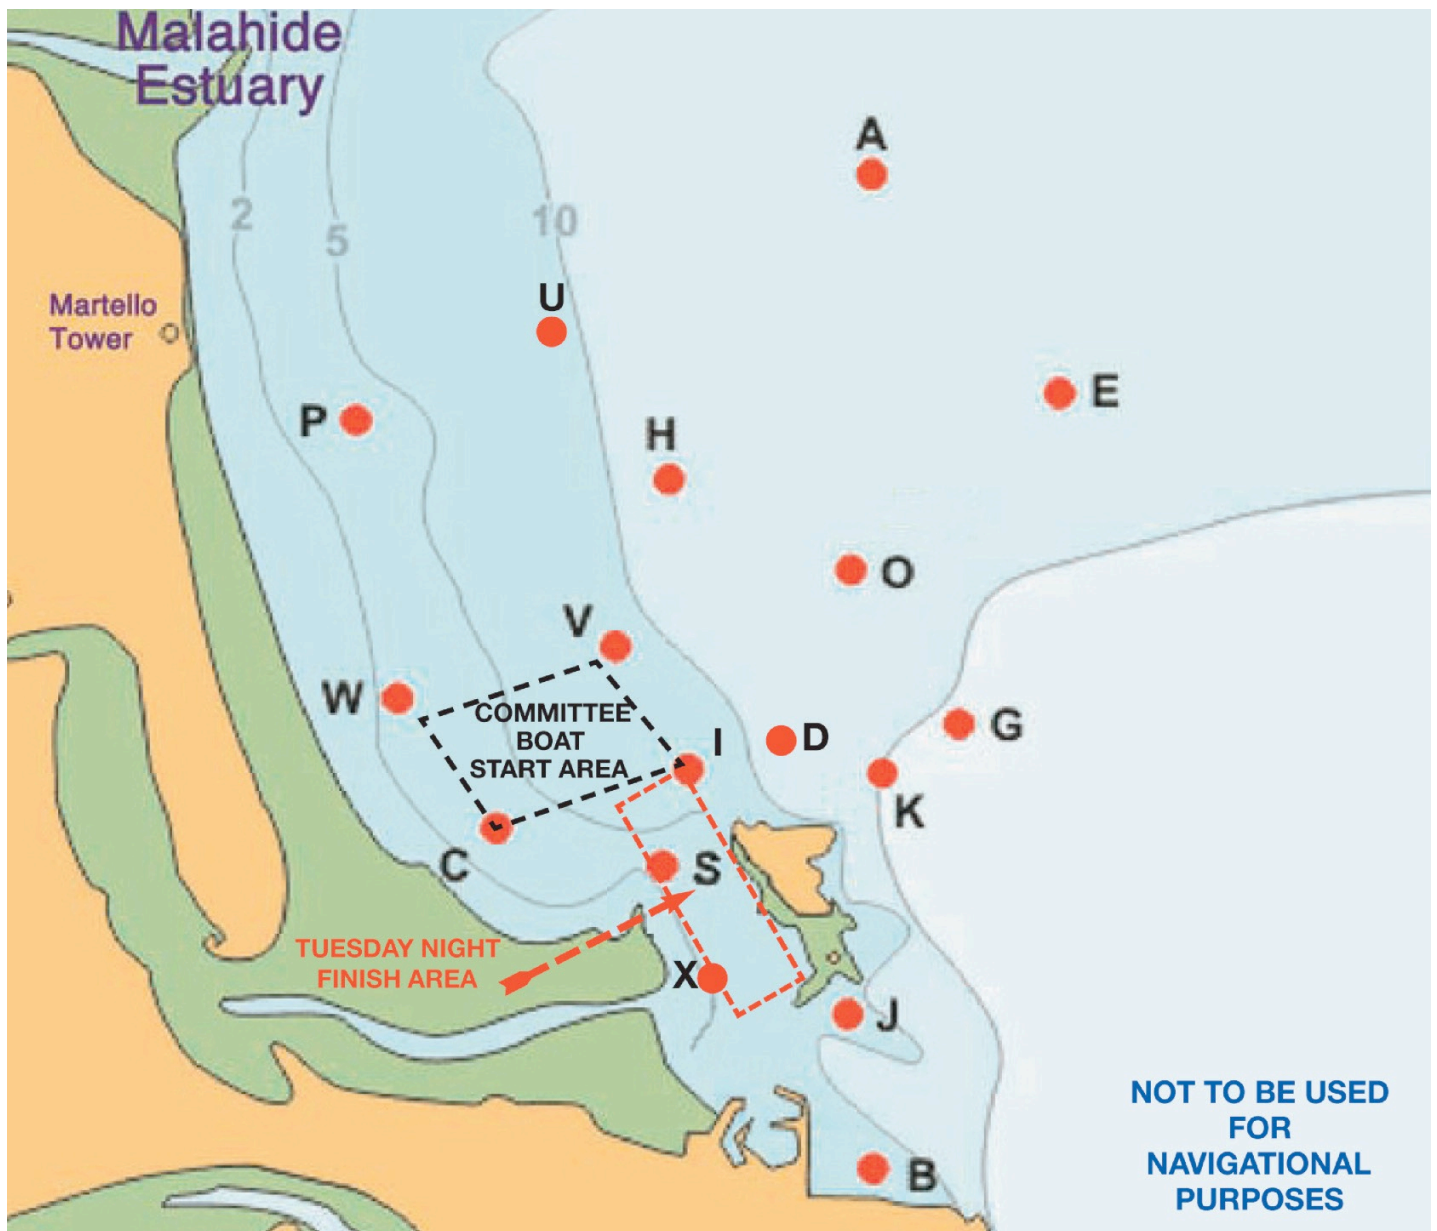 Malahide
Estuary
A
2
5
10
U
Martello
Tower
E
P
H
O
V
W
COMMITTEE
BOAT
START AREA
I
D
G
K
C
S
TUESDAY NIGHT
FINISH AREA
X
J
NOT TO BE USED
FOR
NAVIGATIONAL
PURPOSES
B